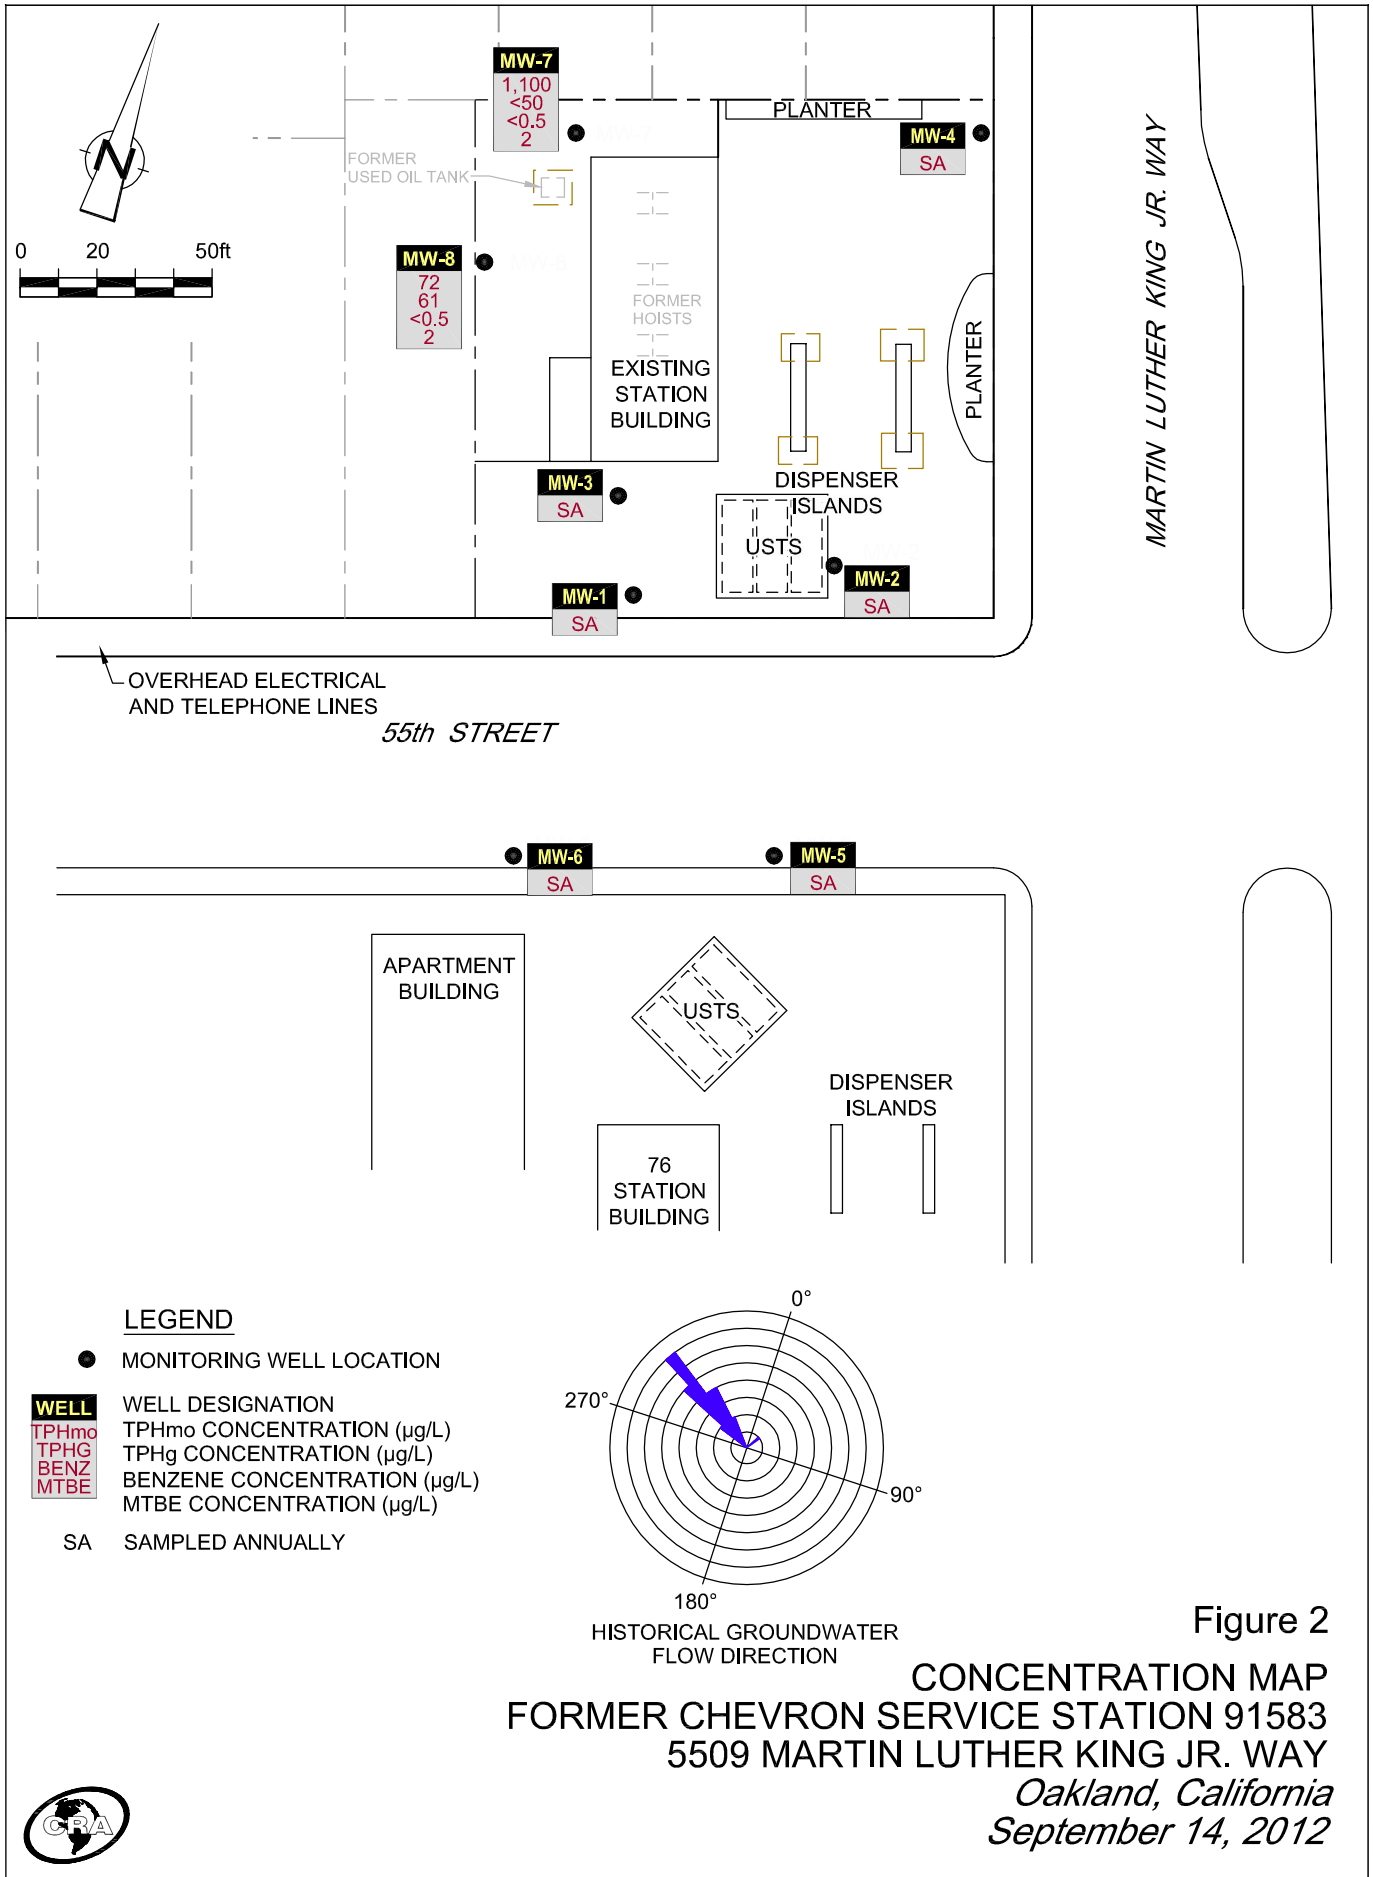 MW-7
1,100
<50
<0.5
2
PLANTER
MW-4
SA
N
FORMER
USED OIL TANK
0 20 50ft
MW-8
72
61
<0.5
2
FORMER
HOISTS
EXISTING
STATION
BUILDING
PLANTER
MARTIN LUTHER KING JR. WAY
MW-3
SA
DISPENSER
ISLANDS
USTS
MW-2
SA
MW-1
SA
OVERHEAD ELECTRICAL
AND TELEPHONE LINES
55th STREET
MW-6
SA
MW-5
SA
APARTMENT
BUILDING
USTS
DISPENSER
ISLANDS
76
STATION
BUILDING
LEGEND
MONITORING WELL LOCATION
WELL
TPHmo
TPHG
BENZ
MTBE
WELL DESIGNATION
TPHmo CONCENTRATION (µg/L)
TPHg CONCENTRATION (µg/L)
BENZENE CONCENTRATION (µg/L)
MTBE CONCENTRATION (µg/L)
SA SAMPLED ANNUALLY
0°
270°
90°
180°
HISTORICAL GROUNDWATER
FLOW DIRECTION
Figure 2
CONCENTRATION MAP
FORMER CHEVRON SERVICE STATION 91583
5509 MARTIN LUTHER KING JR. WAY
Oakland, California
September 14, 2012
CRA